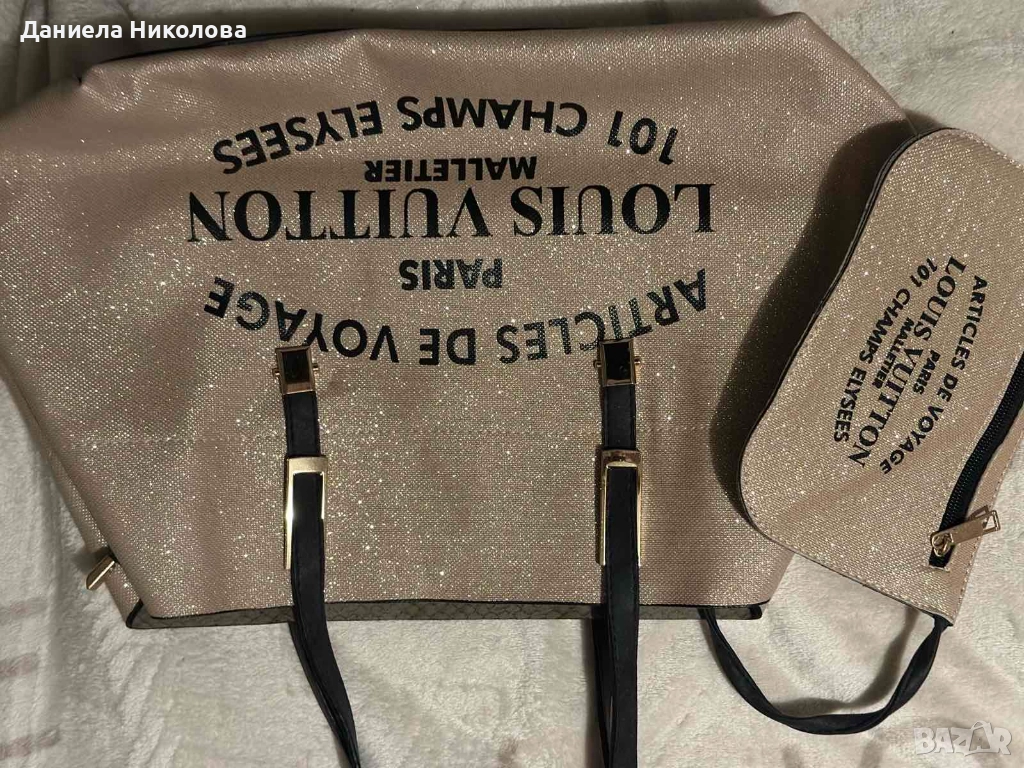 Даниела Николова
ARTICLES DE VOYAGE
PARIS
LOUIS VUITTON
MALLETIER
101 CHAMPS ELYSEES
ARTICLES DE VOYAGE
PARIS
LOUIS VUITTON
MALLETIER
101 CHAMPS ELYSEES
BAZAR